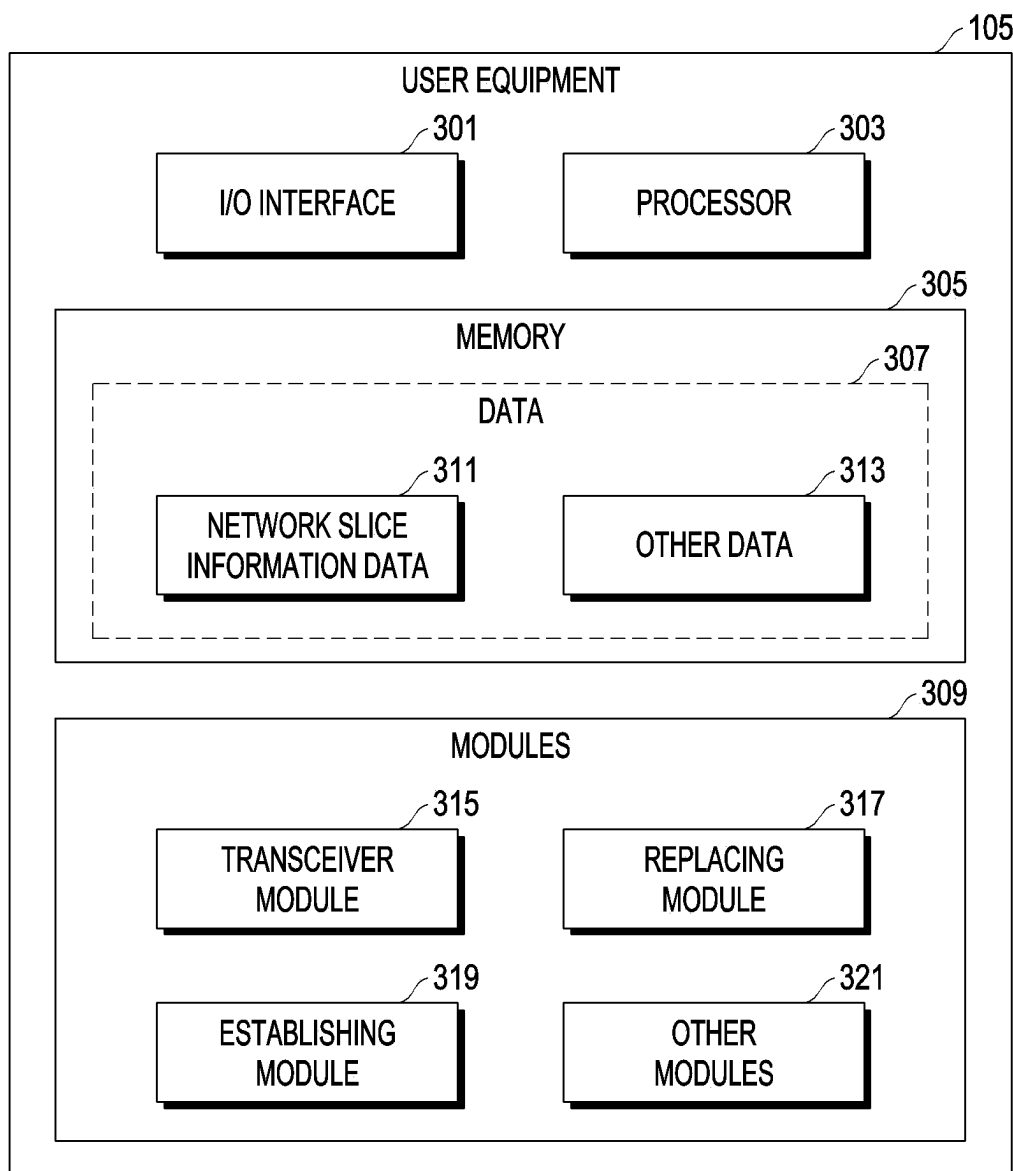 105
USER EQUIPMENT
301
303
I/O INTERFACE
PROCESSOR
305
MEMORY
307
DATA
311
313
NETWORK SLICE
INFORMATION DATA
OTHER DATA
309
MODULES
315
317
TRANSCEIVER
MODULE
REPLACING
MODULE
319
321
ESTABLISHING
MODULE
OTHER
MODULES